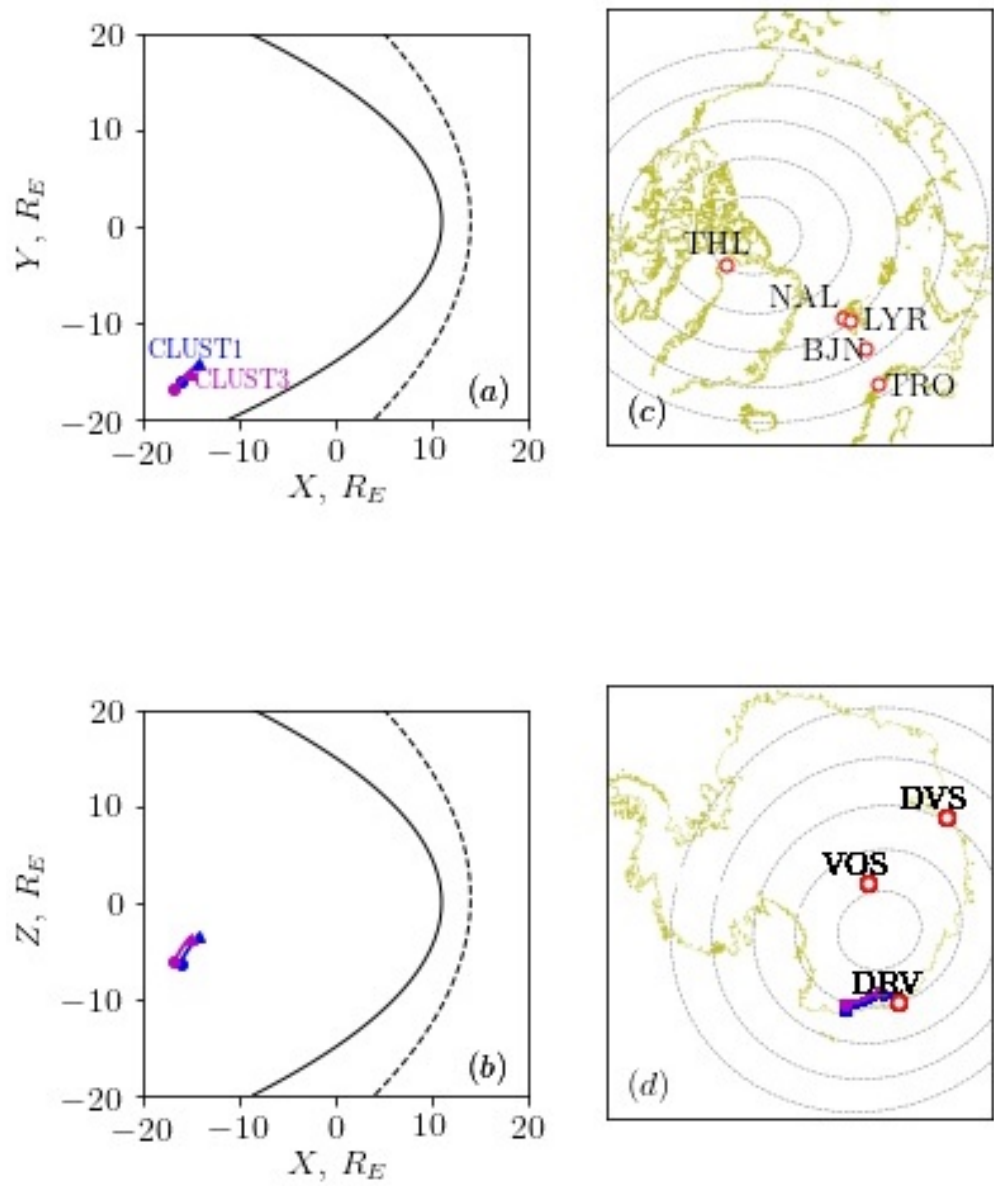 20
10
0
−10
−20
Y, R_E
CLUST1
CLUST3
(a)
−20 −10 0 10 20
X, R_E
THL
NAL
LYR
BJN
TRO
(c)
20
10
0
−10
−20
Z, R_E
(b)
−20 −10 0 10 20
X, R_E
DVS
VOS
DRV
(d)